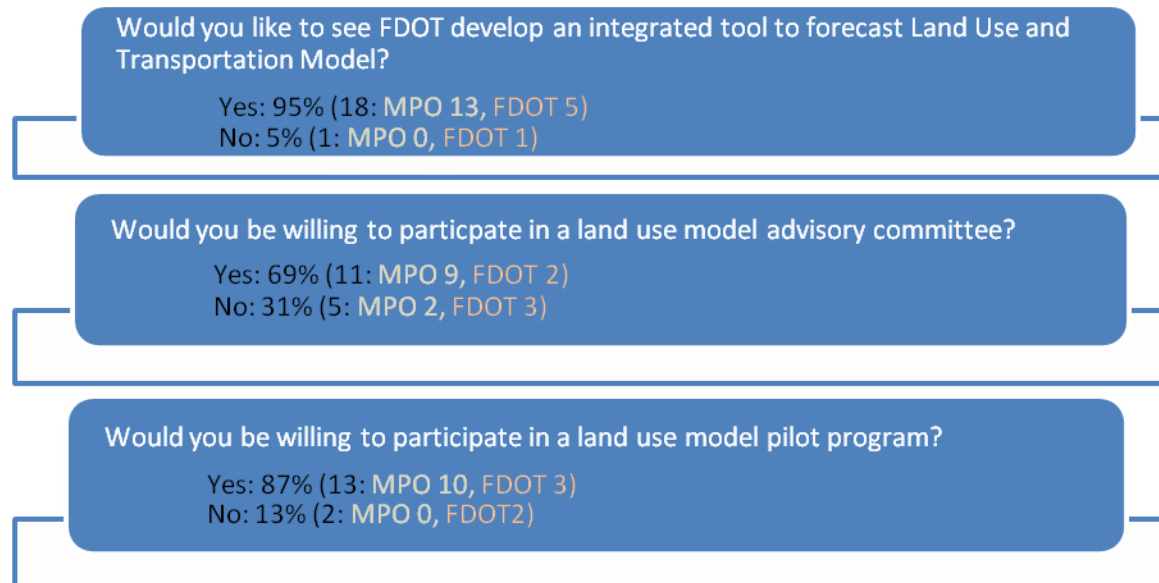 Would you like to see FDOT develop an integrated tool to forecast Land Use and
Transportation Model?
Yes: 95% (18: MPO 13, FDOT 5)
No: 5% (1: MPO 0, FDOT 1)
Would you be willing to particpate in a land use model advisory committee?
Yes: 69% (11: MPO 9, FDOT 2)
No: 31% (5: MPO 2, FDOT 3)
Would you be willing to participate in a land use model pilot program?
Yes: 87% (13: MPO 10, FDOT 3)
No: 13% (2: MPO 0, FDOT2)